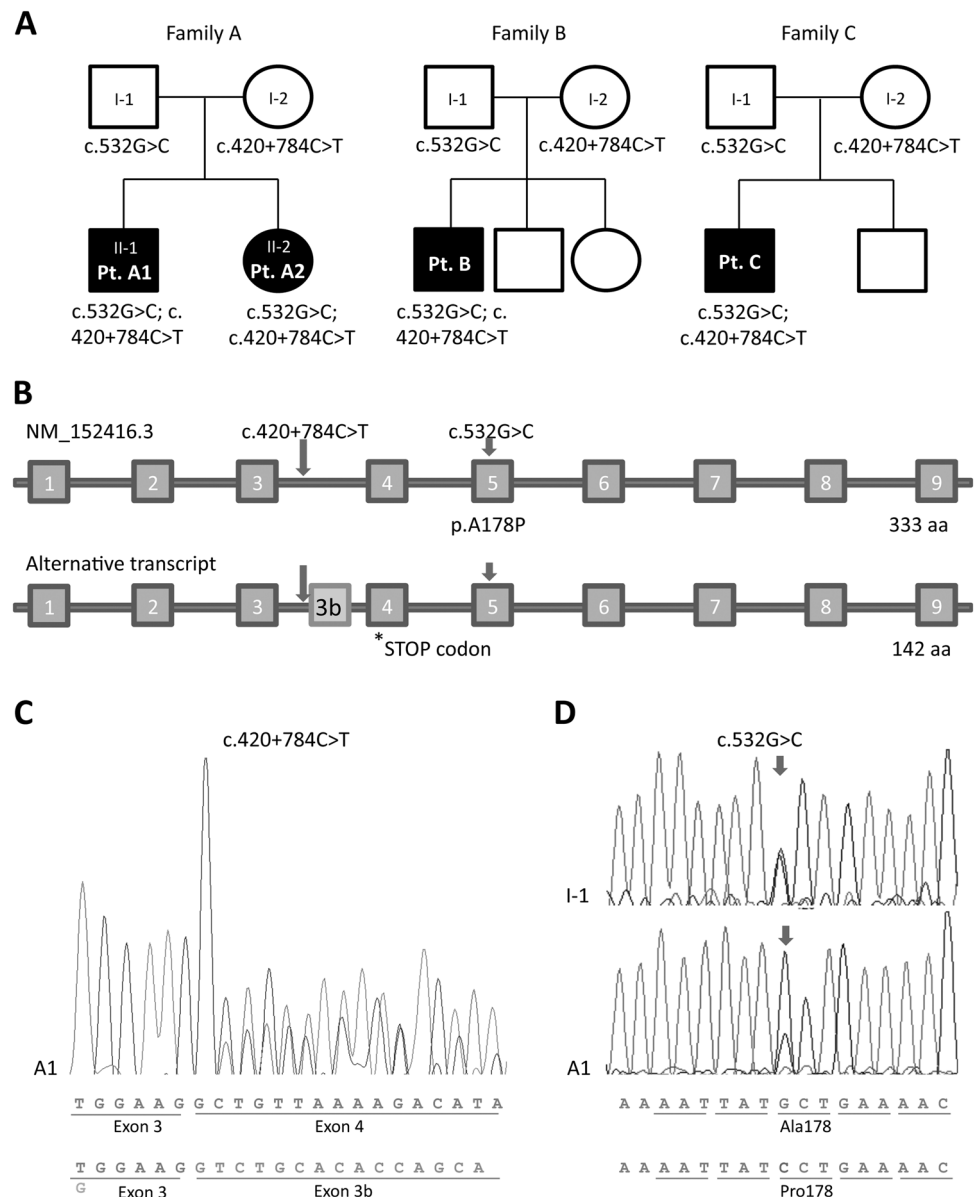 A
Family A
Family B
Family C
I-1
I-2
I-1
I-2
I-1
I-2
c.532G>C
c.420+784C>T
c.532G>C
c.420+784C>T
c.532G>C
c.420+784C>T
II-1
Pt. A1
II-2
Pt. A2
Pt. B
Pt. C
c.532G>C; c.
420+784C>T
c.532G>C;
c.420+784C>T
c.532G>C; c.
420+784C>T
c.532G>C;
c.420+784C>T
B
NM_152416.3
c.420+784C>T
c.532G>C
1 2 3 4 5 6 7 8 9
p.A178P
333 aa
Alternative transcript
1 2 3 3b 4 5 6 7 8 9
*STOP codon
142 aa
C
c.420+784C>T
A1
T G G A A G G C T G T T A A A A G A C A T A
Exon 3
Exon 4
T G G A A G G T C T G C A C A C C A G C A
G
Exon 3
Exon 3b
D
c.532G>C
I-1
A1
A A A A T T A T G C T G A A A A C
Ala178
A A A A T T A T C C T G A A A A C
Pro178